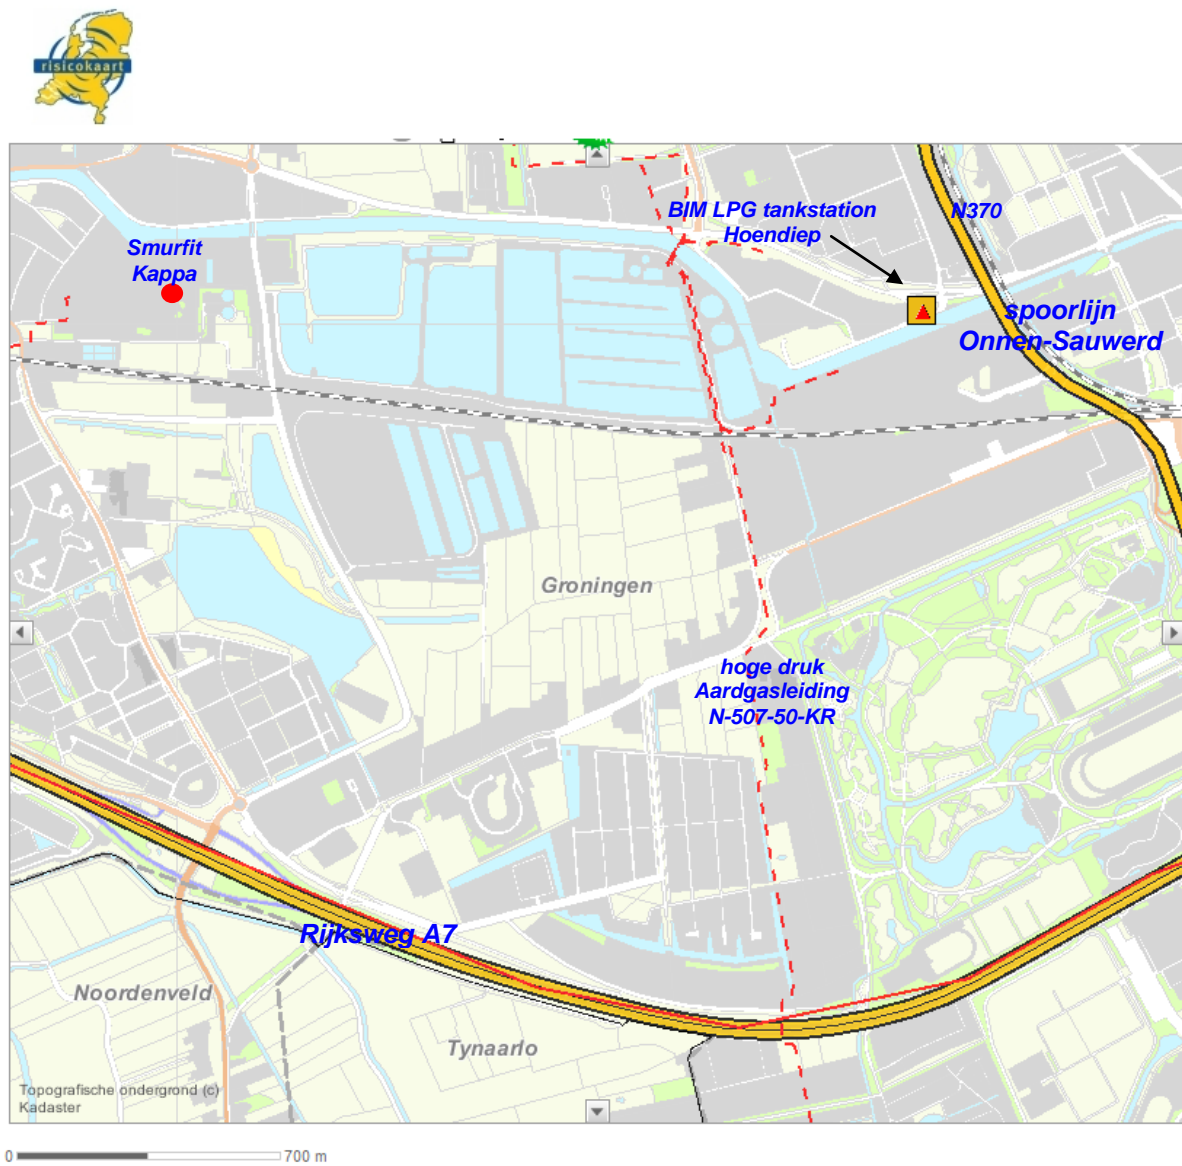 risicokaart
BIM LPG tankstation
Hoendiep
N370
Smurfit
Kappa
spoorlijn
Onnen-Sauwerd
Groningen
hoge druk
Aardgasleiding
N-507-50-KR
Rijksweg A7
Noordenveld
Tynaarlo
Topografische ondergrond (c)
Kadaster
0 700 m